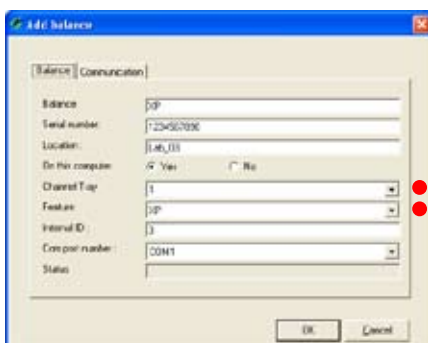 Add balance
Balance Communication
Balance XP
Serial number: 1234567890
Location: Lab_03
On this computer Yes No
Channel Tray 1
Feature XP
Internal ID: 3
Com port number: COM1
Status
OK Cancel